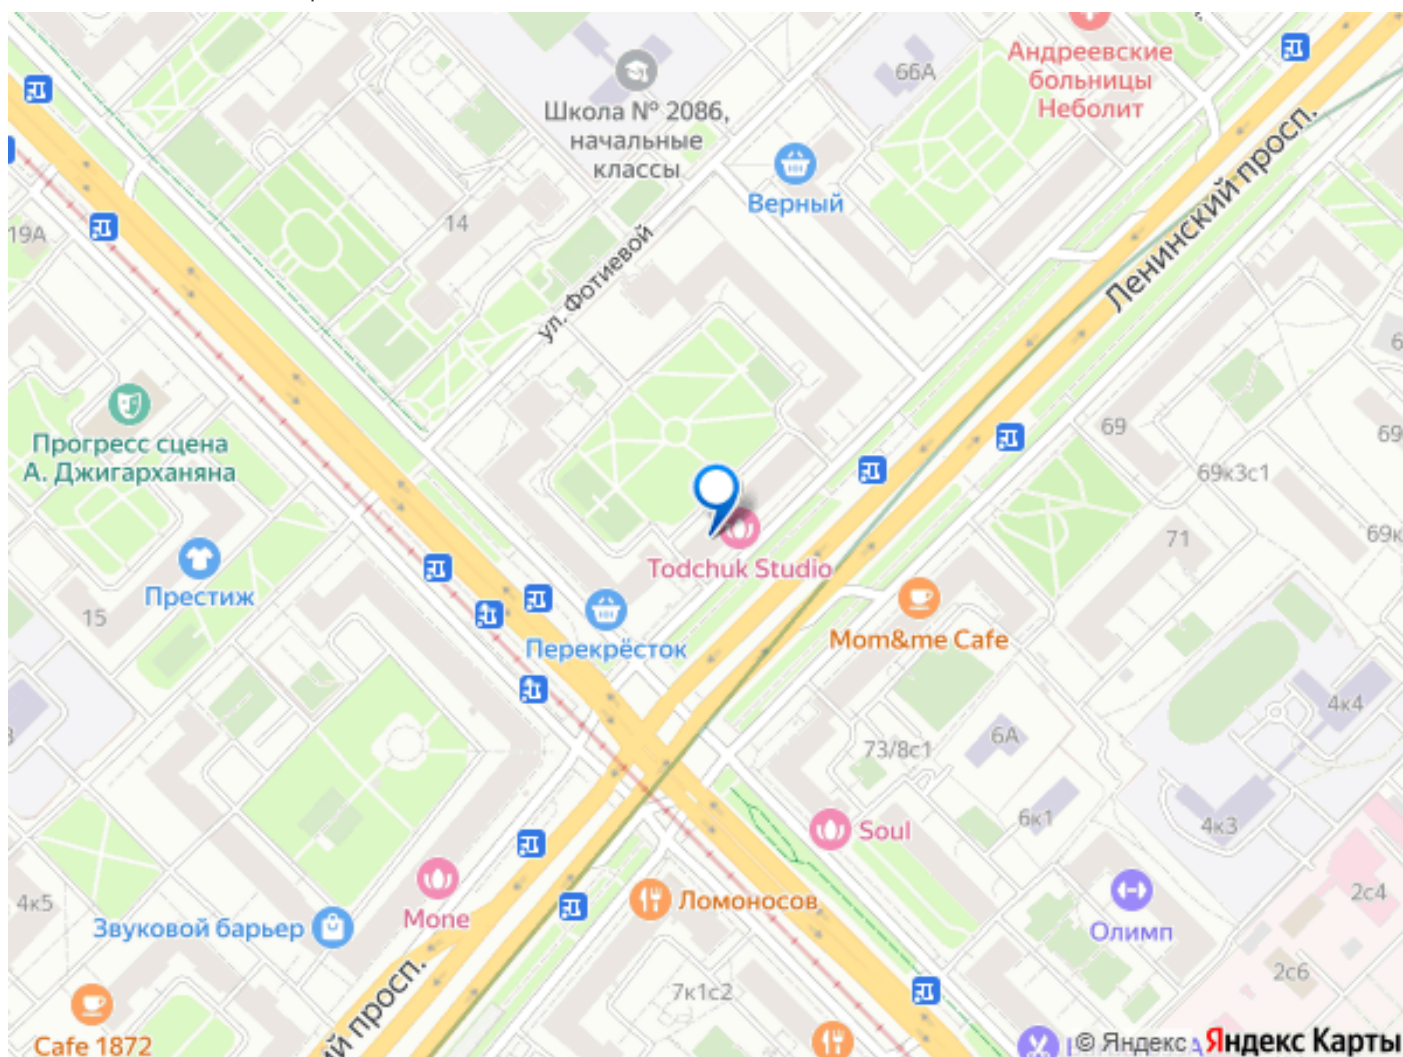 Андреевские
больницы
Неболит
66А
Школа № 2086,
начальные
классы
Верный
Ленинский просп.
14
19А
ул. Фотиевой
Прогресс сцена
А. Джигарханяна
69
69к3с1
71
Престиж
15
Todchuk Studio
Перекрёсток
Mom&me Cafe
4к4
6А
73/8с1
6к1
4к3
Soul
2с4
Олимп
Ломоносов
Mone
4к5
Звуковой барьер
2с6
7к1с2
ий просп.
Cafe 1872
© Яндекс
Яндекс Карты